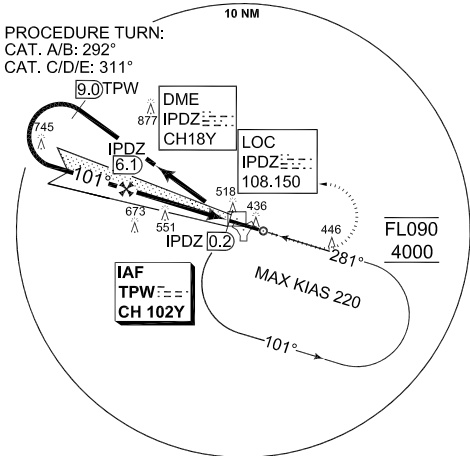 10 NM
PROCEDURE TURN:
CAT. A/B: 292°
CAT. C/D/E: 311°
9.0 TPW
745
877
DME
IPDZ
CH18Y
IPDZ
6.1
LOC
IPDZ
108.150
101°
518
436
673
551
IPDZ 0.2
446
281°
FL090
4000
IAF
TPW
CH 102Y
MAX KIAS 220
101°